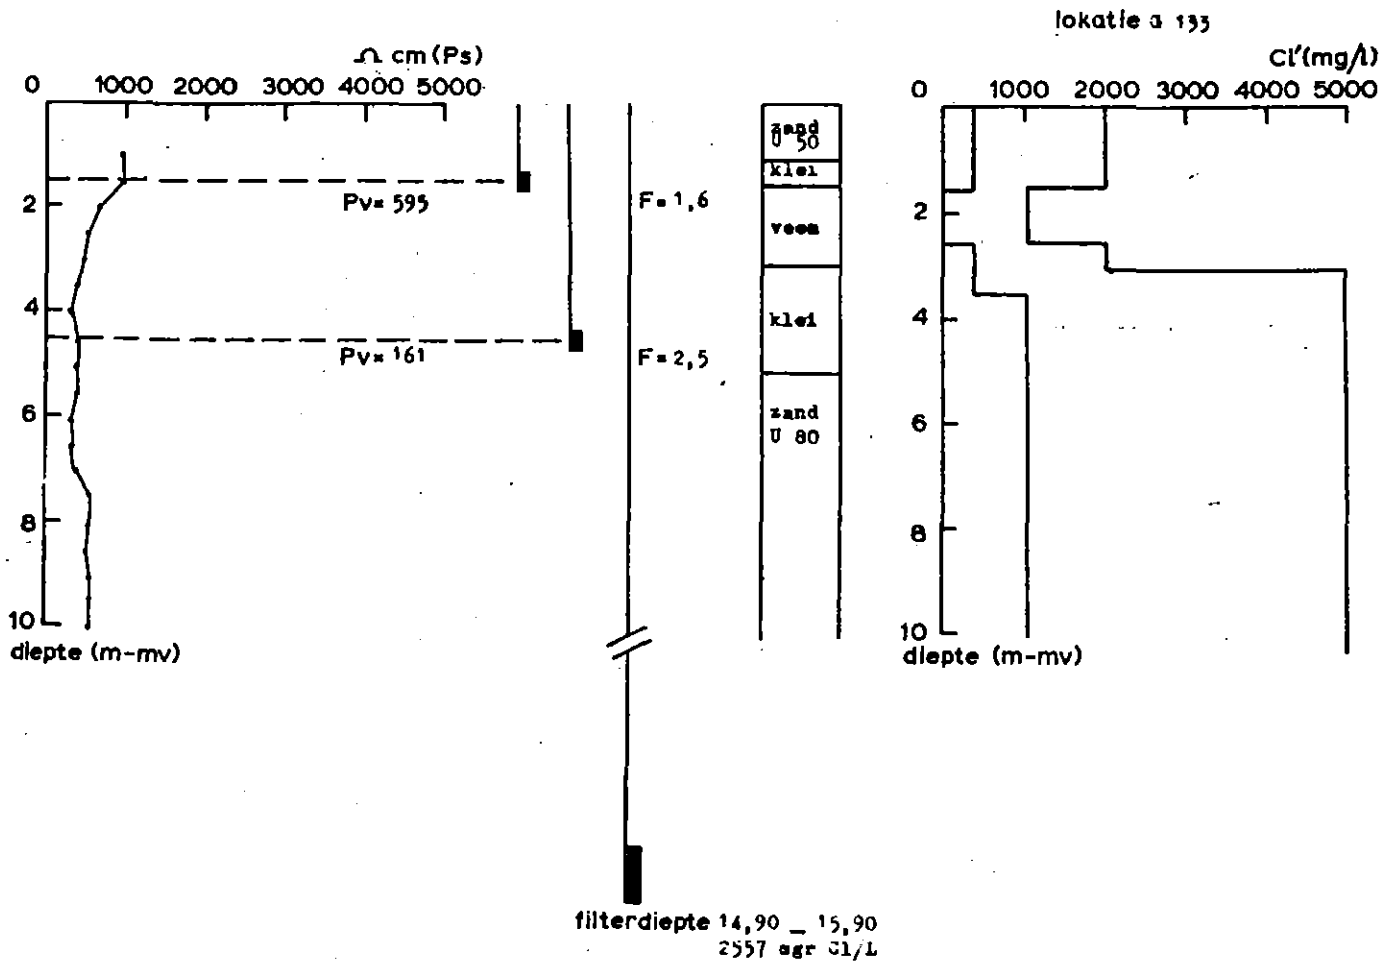 lokatie a 133
Ω cm (Ps)
0 1000 2000 3000 4000 5000
2
4
6
8
10
diepte (m-mv)
Pv= 595
Pv= 161
F= 1,6
F= 2,5
zand
U 50
klei
veen
klei
zand
U 80
Cl'(mg/l)
0 1000 2000 3000 4000 5000
2
4
6
8
10
diepte (m-mv)
filterdiepte 14,90 _ 15,90
2557 mgr Cl/L